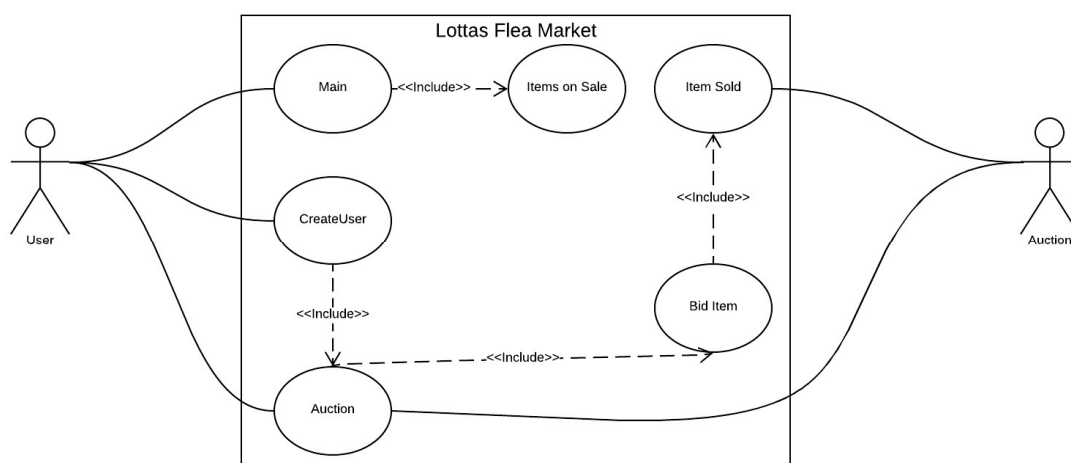 Lottas Flea Market
Main
<<Include>>
Items on Sale
Item Sold
<<Include>>
CreateUser
User
Auction
<<Include>>
Bid Item
<<Include>>
Auction